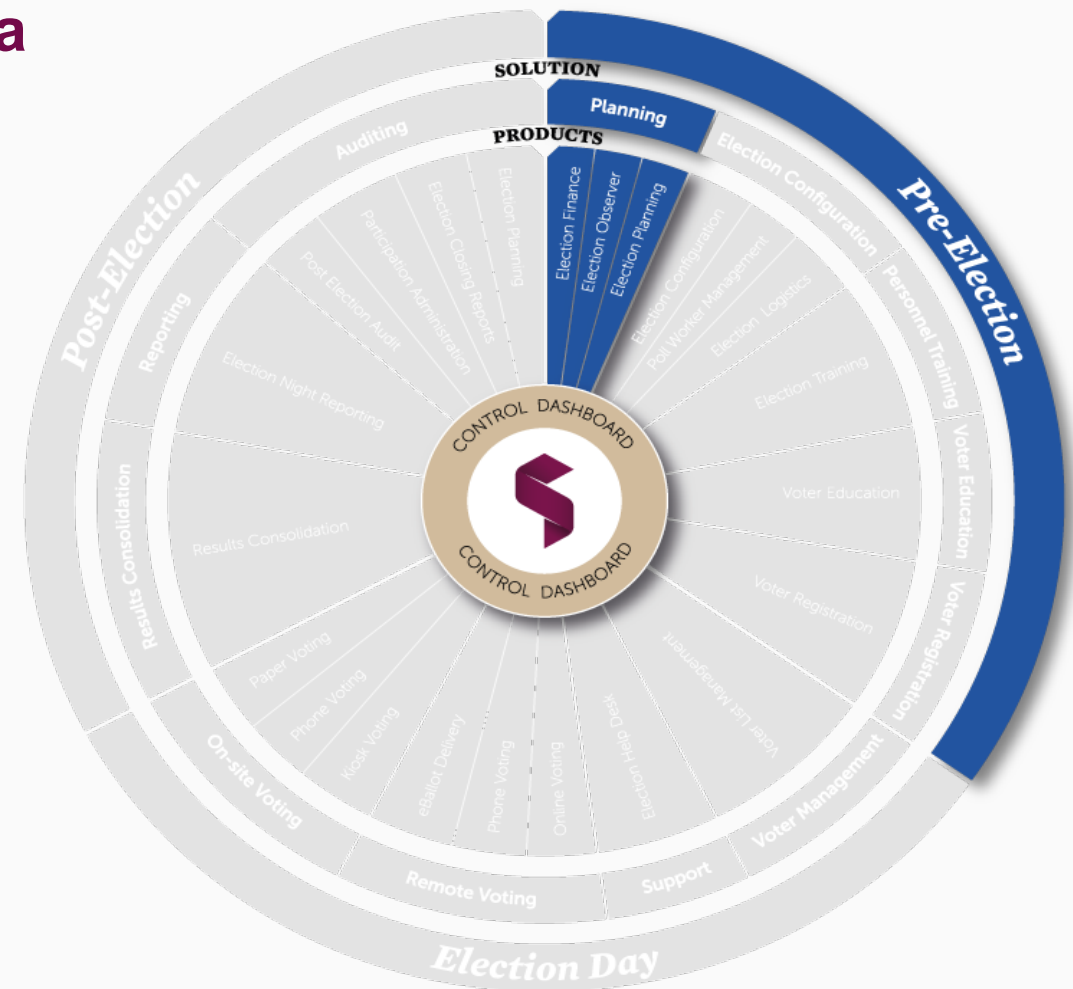 a
SOLUTION
PRODUCTS
Pre-Election
Election Day
Post-Election
Planning
Election Configuration
Personnel Training
Voter Education
Voter Registration
Voter Management
Support
Remote Voting
On-site Voting
Results Consolidation
Reporting
Auditing
Election Finance
Election Observer
Election Planning
Election Configuration
Poll Worker Management
Election Logistics
Election Training
Voter Education
Voter Registration
Voter List Management
Election Help Desk
Online Voting
Phone Voting
eBallot Delivery
Kiosk Voting
Phone Voting
Paper Voting
Results Consolidation
Election Night Reporting
Post-Election Audit
Participation Administration
Election Closing Reports
Election Planning
CONTROL DASHBOARD
CONTROL DASHBOARD